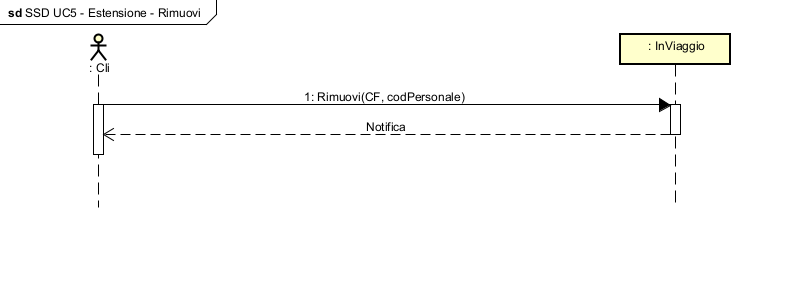 sd SSD UC5 - Estensione - Rimuovi
: Cli
: InViaggio
1: Rimuovi(CF, codPersonale)
Notifica